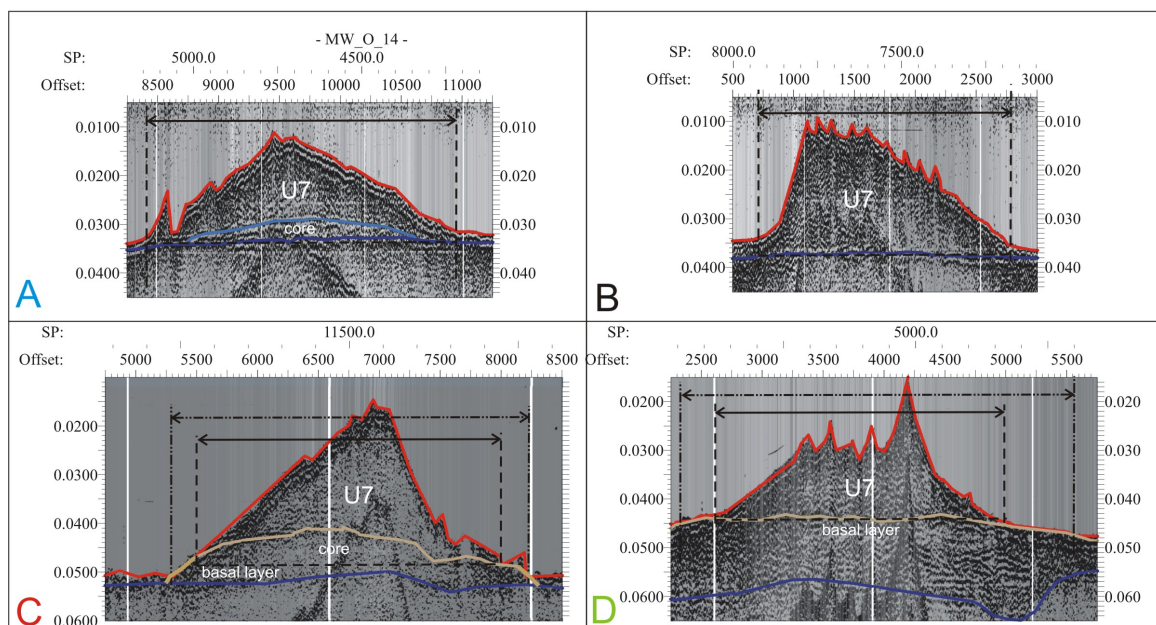 - MW_O_14 -
SP: 5000.0 4500.0
Offset: 8500 9000 9500 10000 10500 11000
0.0100 0.010
0.0200 0.020
U7
0.0300 0.030
core
0.0400 0.040
A
SP: 8000.0 7500.0
Offset: 500 1000 1500 2000 2500 3000
0.0100 0.010
0.0200 0.020
U7
0.0300 0.030
0.0400 0.040
B
SP: 11500.0
Offset: 5000 5500 6000 6500 7000 7500 8000 8500
0.0200
0.0300
U7
0.0400
core
0.0500
basal layer
0.0600
C
SP: 5000.0
Offset: 2500 3000 3500 4000 4500 5000 5500
0.0200 0.020
0.0300 0.030
U7
0.0400 0.040
basal layer
0.0500 0.050
0.0600 0.060
D